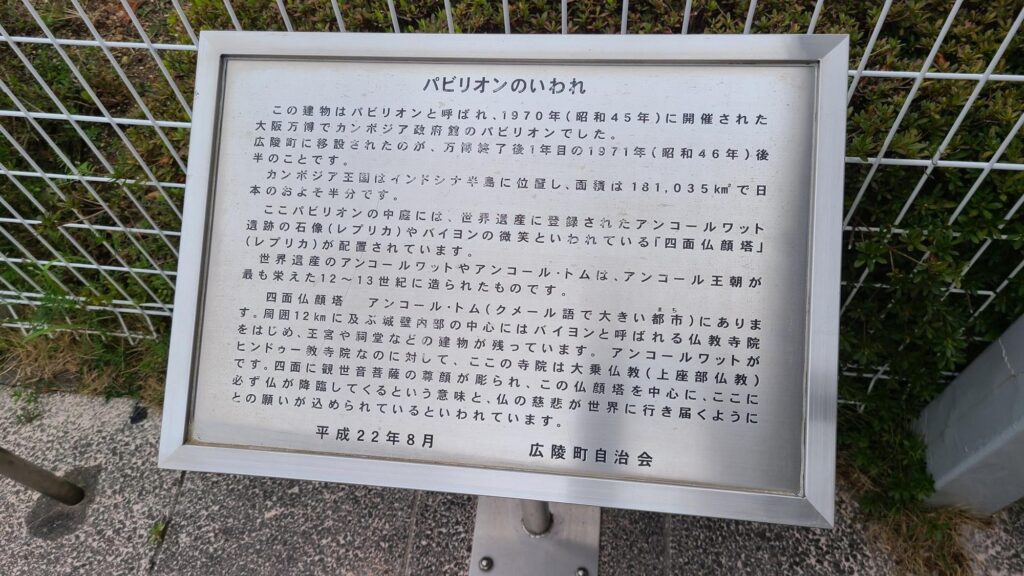 パビリオンのいわれ
この建物はパビリオンと呼ばれ、1970年(昭和45年)に開催された
大阪万博でカンボジア政府館のパビリオンでした。
広陵町に移設されたのが、万博終了後1年目の1971年(昭和46年)後
半のことです。
カンボジア王国はインドシナ半島に位置し、面積は181,035㎢で日
本のおよそ半分です。
ここパビリオンの中庭には、世界遺産に登録されたアンコールワット
遺跡の石像(レプリカ)やバイヨンの微笑といわれている「四面仏顔塔」
(レプリカ)が配置されています。
世界遺産のアンコールワットやアンコール・トムは、アンコール王朝が
最も栄えた12～13世紀に造られたものです。
四面仏顔塔 アンコール・トム(クメール語で大きい都市)にありま
す。周囲12㎞に及ぶ城壁内部の中心にはバイヨンと呼ばれる仏教寺院
をはじめ、王宮や祠堂などの建物が残っています。アンコールワットが
ヒンドゥー教寺院なのに対して、ここの寺院は大乗仏教(上座部仏教)
です。四面に観世音菩薩の尊顔が彫られ、この仏顔塔を中心に、ここに
必ず仏が降臨してくるという意味と、仏の慈悲が世界に行き届くように
との願いが込められているといわれています。
平成22年8月 広陵町自治会